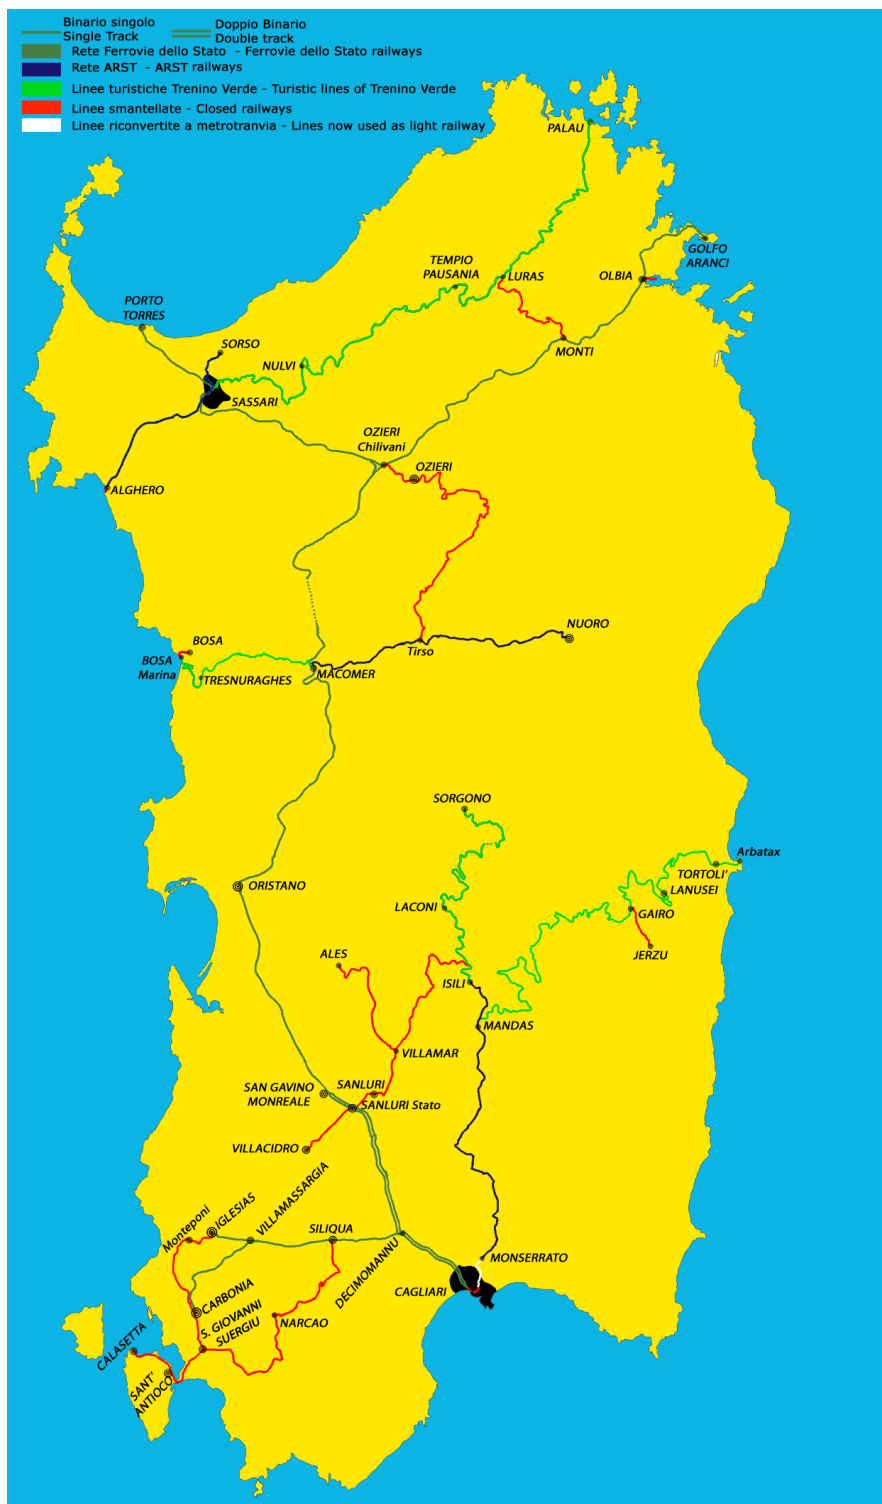 Binario singolo
Single Track
Doppio Binario
Double track
Rete Ferrovie dello Stato - Ferrovie dello Stato railways
Rete ARST - ARST railways
Linee turistiche Trenino Verde - Turistic lines of Trenino Verde
Linee smantellate - Closed railways
Linee riconvertite a metrotranvia - Lines now used as light railway
PALAU
GOLFO
ARANCI
TEMPIO
PAUSANIA
LURAS
OLBIA
PORTO
TORRES
SORSO
NULVI
MONTI
SASSARI
OZIERI
Chilivani
OZIERI
ALGHERO
NUORO
BOSA
Tirso
BOSA
Marina
TRESNURAGHES
MACOMER
SORGONO
Arbatax
TORTOLI'
LANUSEI
ORISTANO
LACONI
GAIRO
ALES
JERZU
ISILI
MANDAS
VILLAMAR
SAN GAVINO
MONREALE
SANLURI
SANLURI Stato
VILLACIDRO
Monteponi
IGLESIAS
VILLAMASSARGIA
SILIQUA
DECIMOMANNU
MONSERRATO
CAGLIARI
CARBONIA
S. GIOVANNI
SUERGIU
NARCAO
CALASETTA
SANT'
ANTIOCO